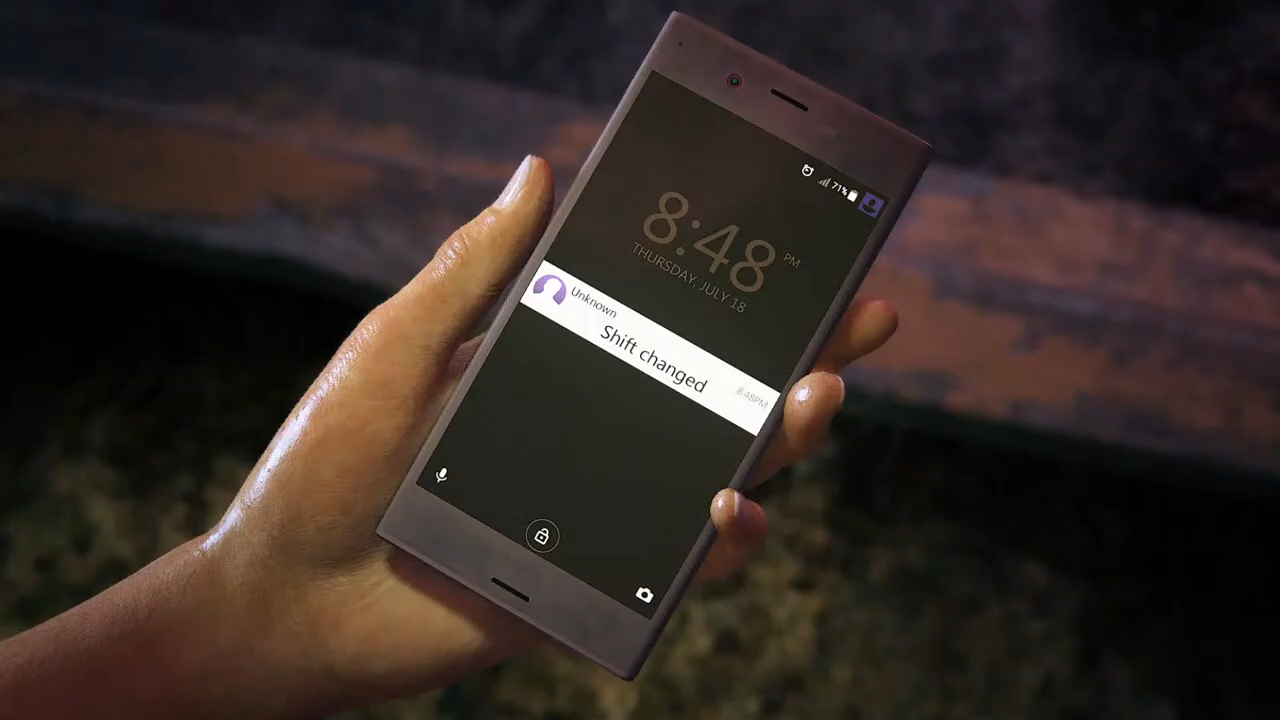 71%
8:48 PM
THURSDAY, JULY 18
Unknown
Shift changed
8:48PM